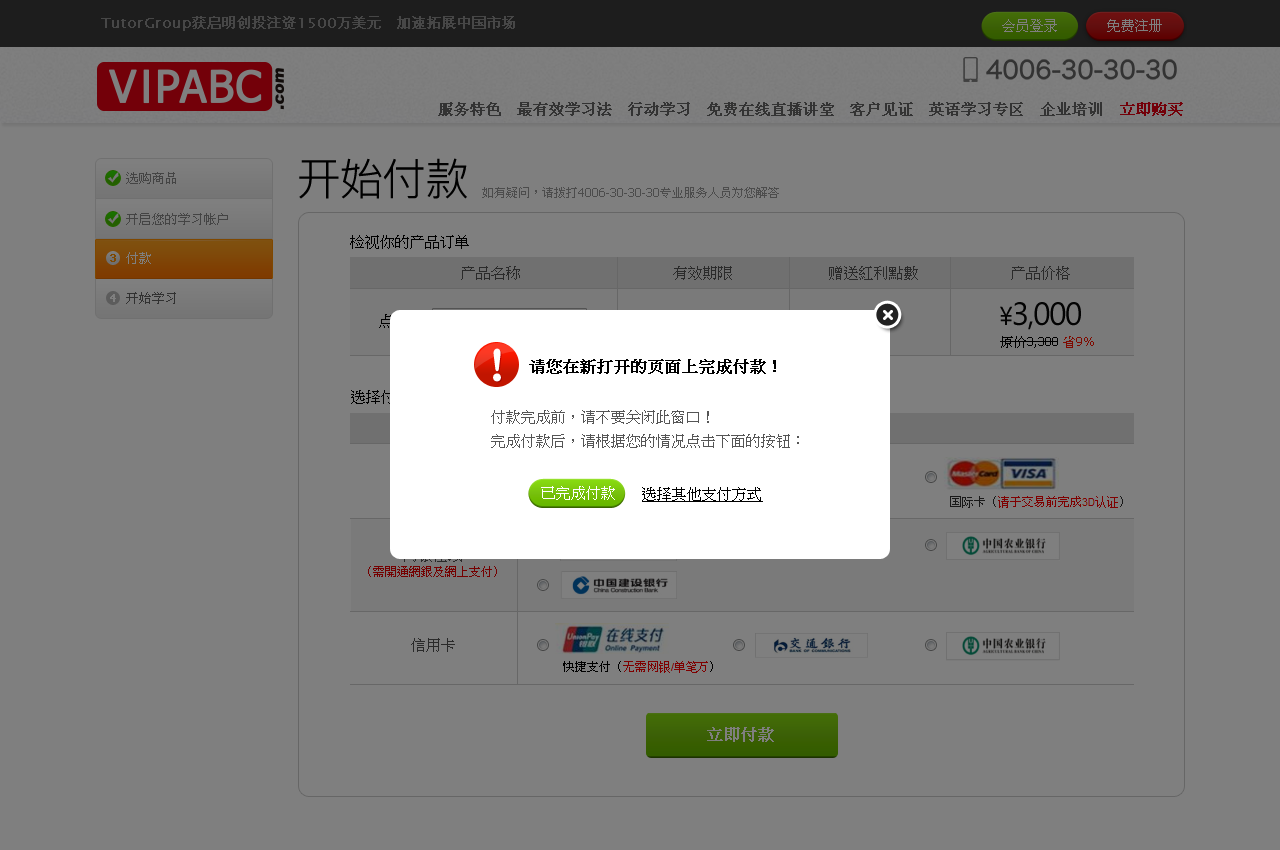 TutorGroup获启明创投注资1500万美元 加速拓展中国市场
会员登录 免费注册
VIPABC.com
4006-30-30-30
服务特色 最有效学习法 行动学习 免费在线直播讲堂 客户见证 英语学习专区 企业培训 立即购买
选购商品
开启您的学习帐户
3 付款
4 开始学习
开始付款 如有疑问,请拨打4006-30-30-30专业服务人员为您解答
检视你的产品订单
产品名称 有效期限 赠送紅利點數 产品价格
点
¥3,000
原价3,300 省9%
请您在新打开的页面上完成付款!
付款完成前,请不要关闭此窗口!
完成付款后,请根据您的情况点击下面的按钮:
已完成付款 选择其他支付方式
选择付
MasterCard VISA
国际卡(请于交易前完成3D认证)
中国农业银行
AGRICULTURAL BANK OF CHINA
(需開通網銀及網上支付)
中国建设银行
China Construction Bank
信用卡
UnionPay 银联 在线支付 Online Payment
交通银行 BANK OF COMMUNICATIONS
中国农业银行 AGRICULTURAL BANK OF CHINA
快捷支付(无需网银/单笔万)
立即付款